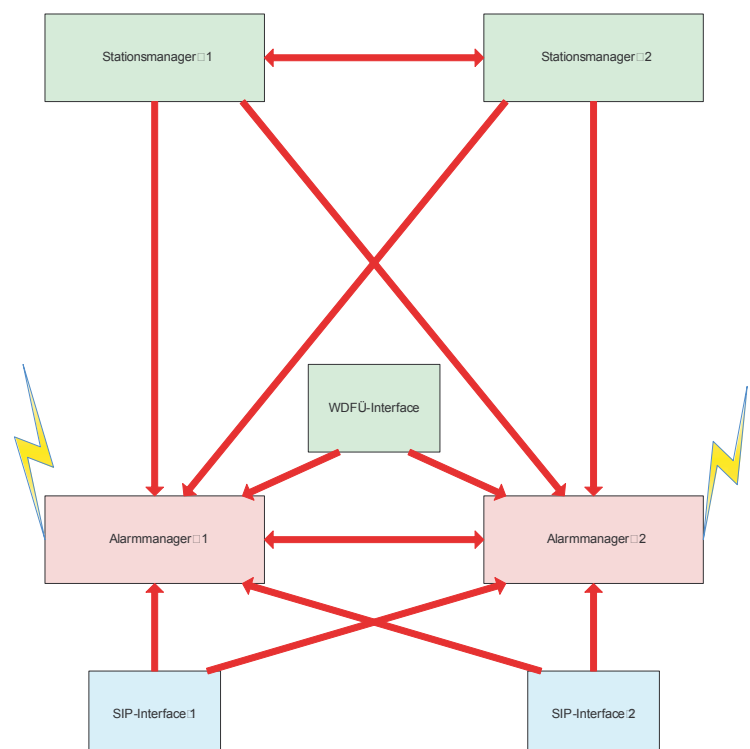 Stationsmanager□1
Stationsmanager□2
WDFÜ-Interface
Alarmmanager□1
Alarmmanager□2
SIP-Interface□1
SIP-Interface□2